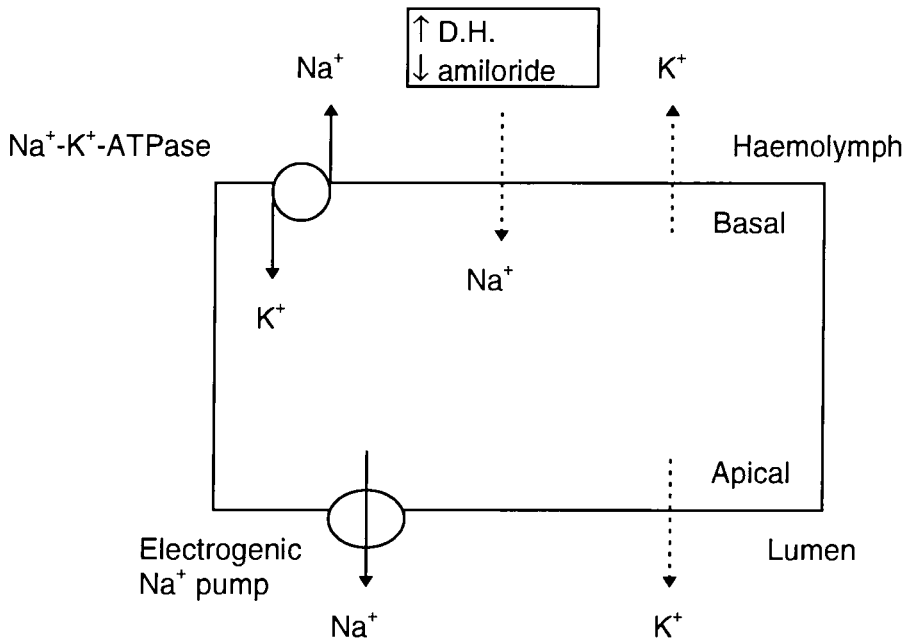 ↑ D.H.
↓ amiloride
Na⁺
K⁺
Na⁺-K⁺-ATPase
Haemolymph
Basal
Na⁺
K⁺
Apical
Electrogenic
Na⁺ pump
Lumen
Na⁺
K⁺